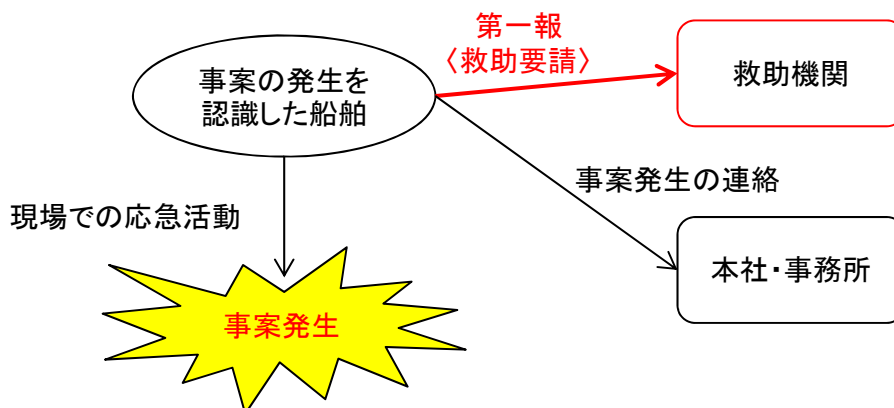 第一報
〈救助要請〉
事案の発生を
認識した船舶
救助機関
事案発生の連絡
現場での応急活動
本社・事務所
事案発生